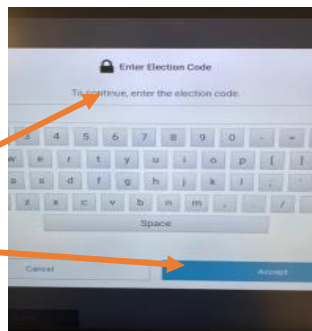 Enter Election Code
To continue, enter the election code.
3 4 5 6 7 8 9 0 - =
w e r t y u i o p [ ]
s d f g h j k l ; '
z x c v b n m , . /
Space
Cancel Accept